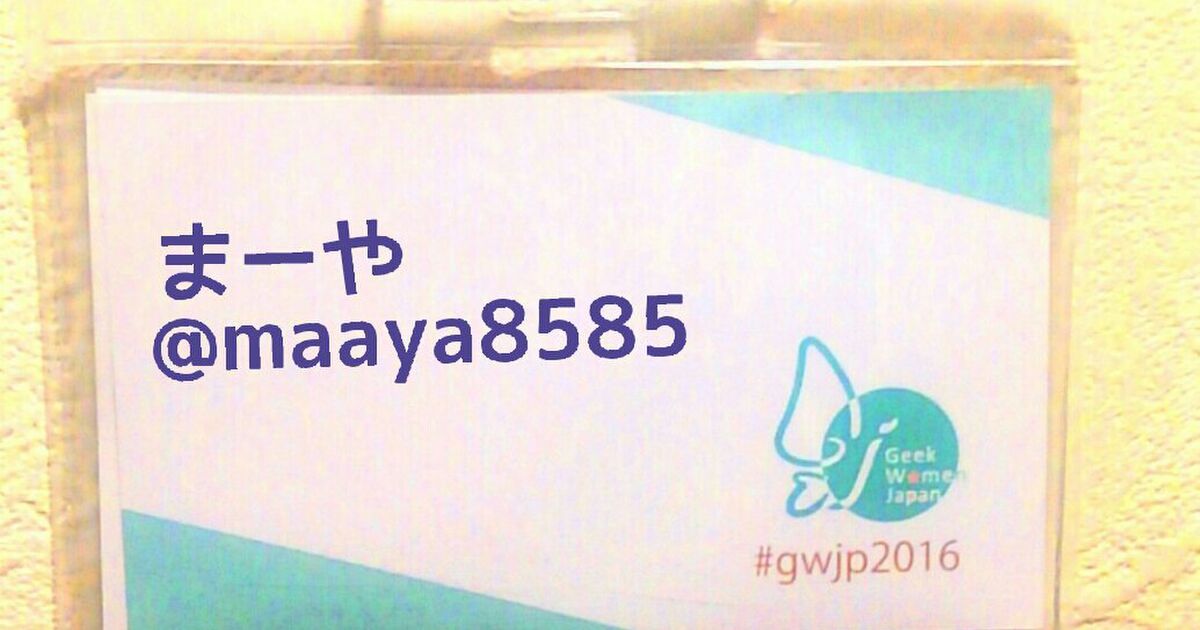 まーや
@maaya8585
Geek
Women
Japan
#gwjp2016